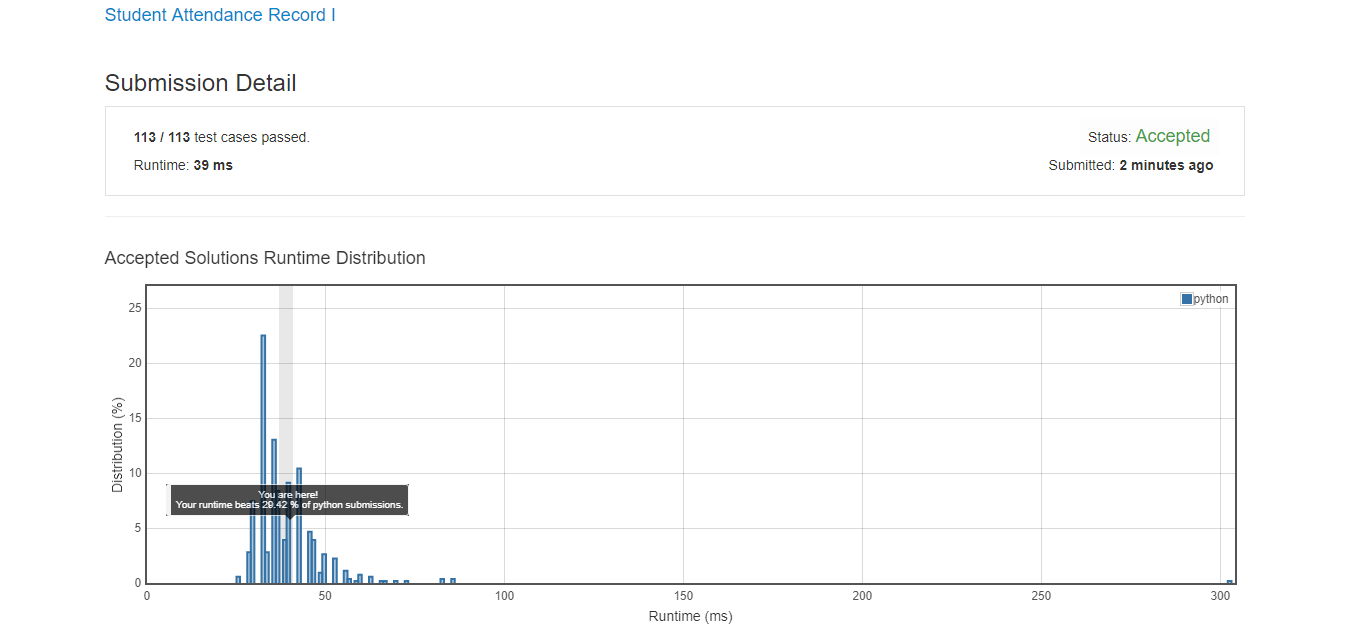 Student Attendance Record I
Submission Detail
113 / 113 test cases passed.
Status: Accepted
Runtime: 39 ms
Submitted: 2 minutes ago
Accepted Solutions Runtime Distribution
python
25
20
15
10
5
0
Distribution (%)
You are here!
Your runtime beats 29.42 % of python submissions.
0 50 100 150 200 250 300
Runtime (ms)